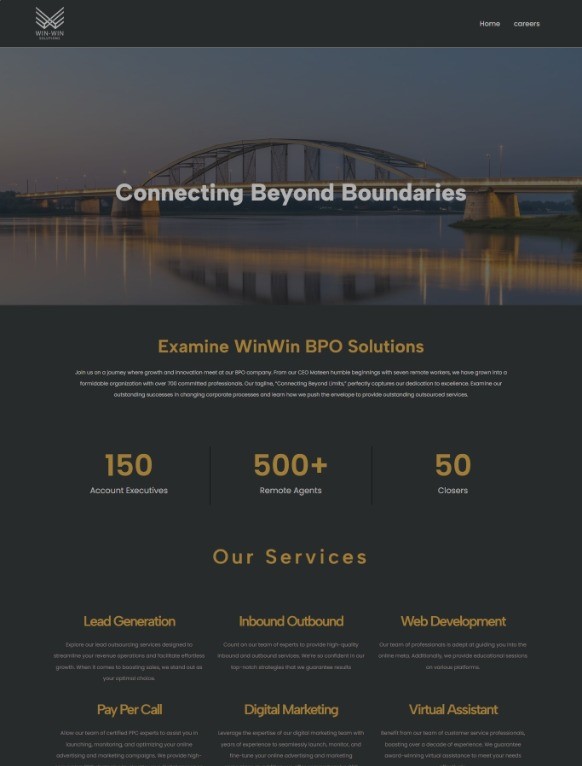 WIN-WIN
SOLUTIONS
Home careers
Connecting Beyond Boundaries
Examine WinWin BPO Solutions
Join us on a journey where growth and innovation meet at our BPO company. From our CEO Moteen humble beginnings with seven remote workers, we have grown into a
formidable organization with over 700 committed professionals. Our tagline, "Connecting Beyond Limits," perfectly captures our dedication to excellence. Examine our
outstanding successes in changing corporate processes and learn how we push the envelope to provide outstanding outsourced services.
150
Account Executives
500+
Remote Agents
50
Closers
Our Services
Lead Generation
Explore our lead outsourcing services designed to
streamline your revenue operations and facilitate effortless
growth. When it comes to boosting sales, we stand out as
your optimal choice.
Inbound Outbound
Count on our team of experts to provide high-quality
inbound and outbound services. We're so confident in our
top-notch strategies that we guarantee results
Web Development
Our team of professionals is adept at guiding you into the
online meta. Additionally, we provide educational sessions
on various platforms.
Pay Per Call
Allow our team of certified PPC experts to assist you in
launching, monitoring, and optimizing your online
advertising and marketing campaigns. We provide high-
Digital Marketing
Leverage the expertise of our digital marketing team with
years of experience to seamlessly launch, monitor, and
fine-tune your online advertising and marketing
Virtual Assistant
Benefit from our team of customer service professionals,
boasting over a decade of experience. We guarantee
award-winning virtual assistance to meet your needs